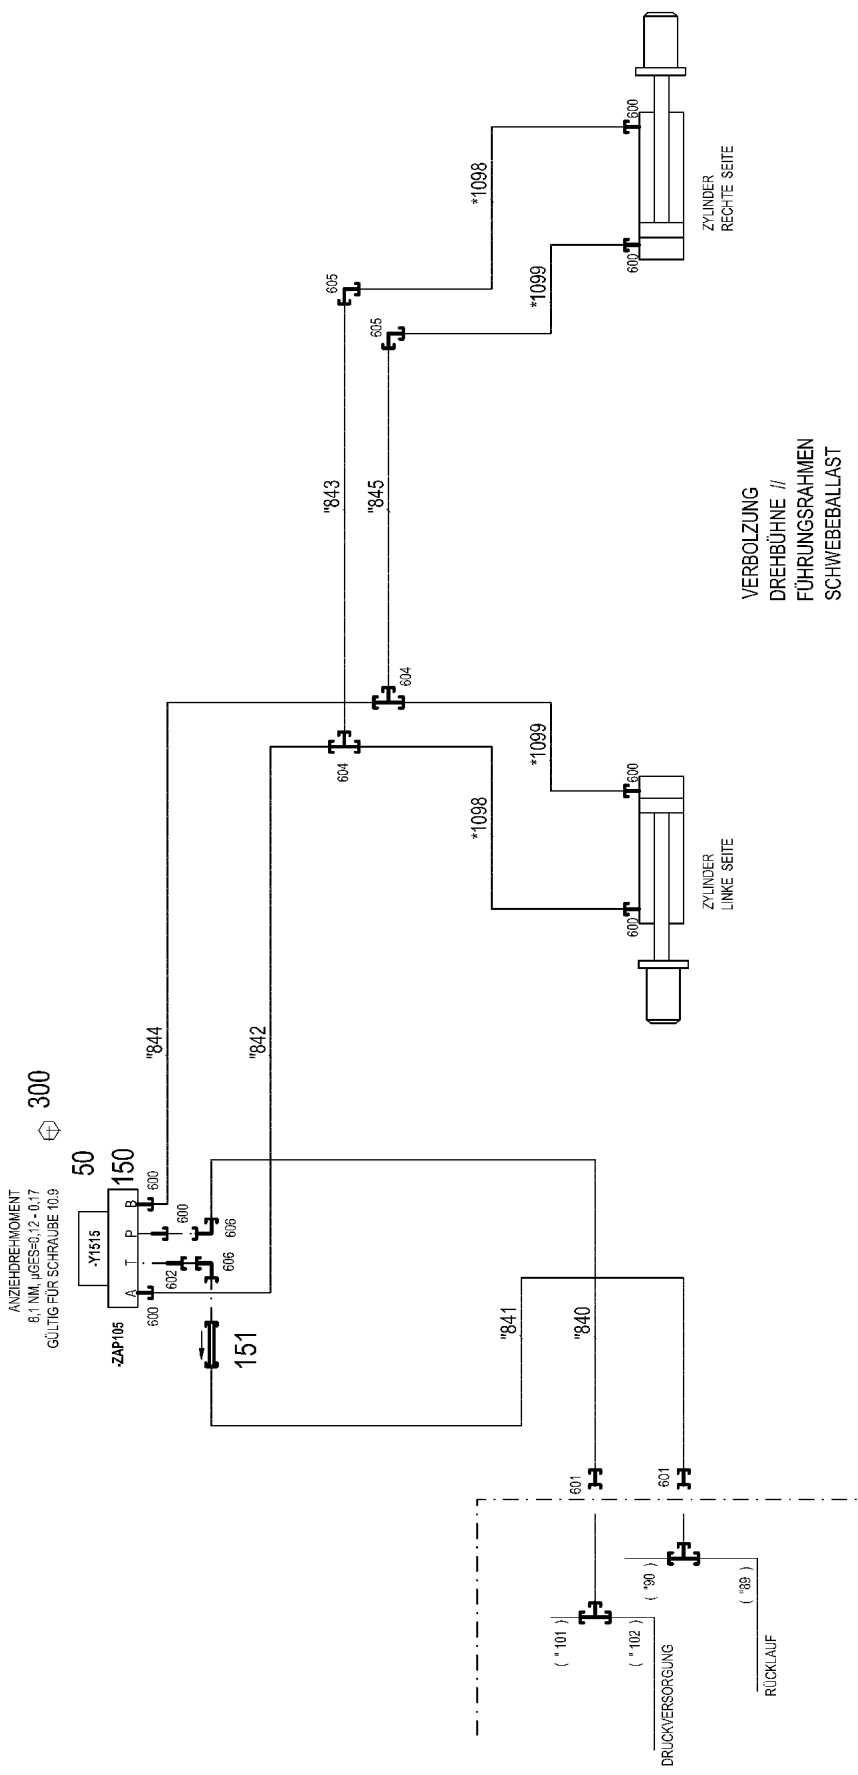 ANZIEHDREHMOMENT
8,1 NM, µGES=0,12 - 0,17
GÜLTIG FÜR SCHRAUBE 10.9
300
50
150
-Y1515
-ZAP105
A
T
P
B
600
600
600
602
606
606
151
"844
"842
"841
"840
604
604
"843
"845
605
605
*1098
*1099
*1098
*1099
600
600
ZYLINDER
RECHTE SEITE
600
600
ZYLINDER
LINKE SEITE
VERBOLZUNG
DREHBÜHNE //
FÜHRUNGSRAHMEN
SCHWEBEBALLAST
601
601
( "101 )
( "102 )
DRUCKVERSORGUNG
( "90 )
( "89 )
RÜCKLAUF